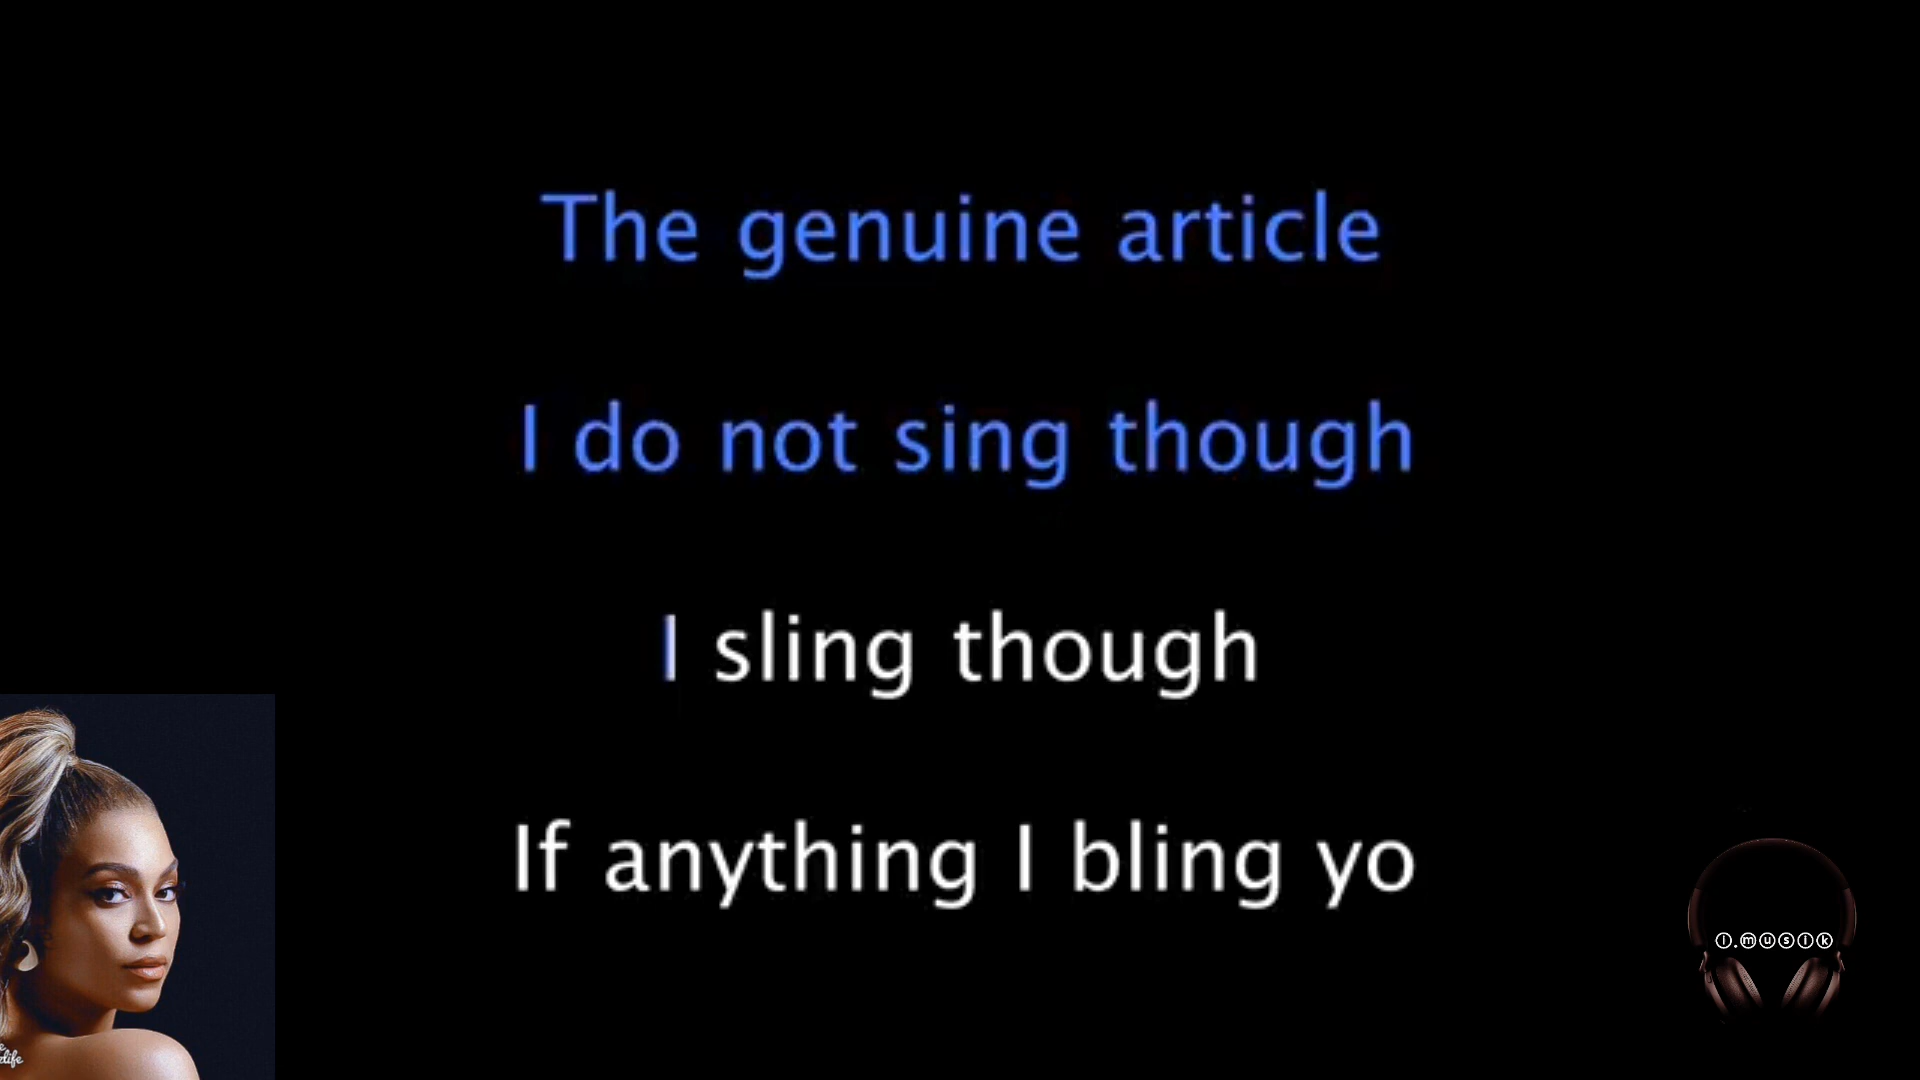 The genuine article
I do not sing though
I sling though
If anything I bling yo
i.musik